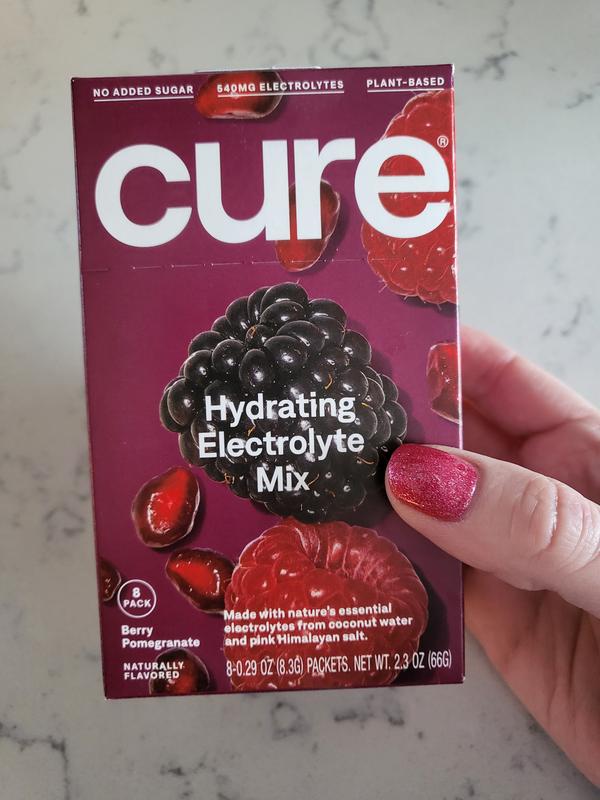 NO ADDED SUGAR 540MG ELECTROLYTES PLANT-BASED
cure®
Hydrating
Electrolyte
Mix
8
PACK
Berry
Pomegranate
NATURALLY
FLAVORED
Made with nature's essential
electrolytes from coconut water
and pink Himalayan salt.
8-0.29 OZ (8.3G) PACKETS. NET WT. 2.3 OZ (66G)